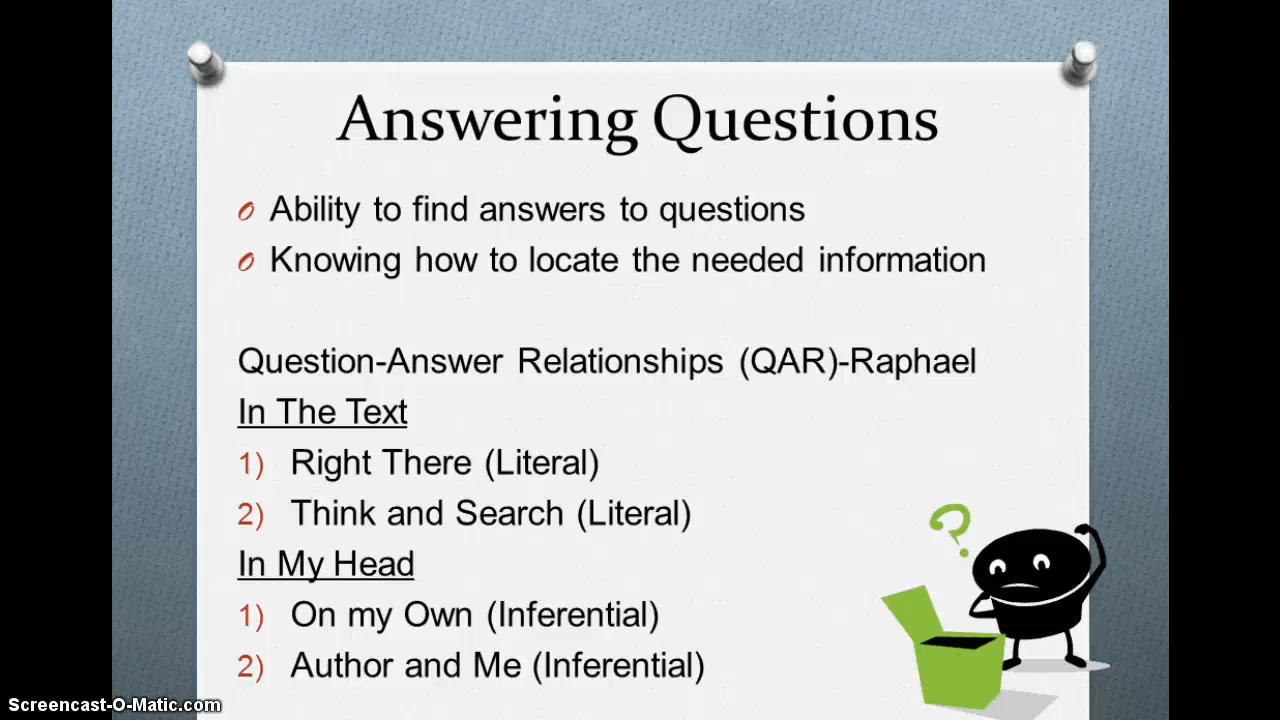 Answering Questions
Ability to find answers to questions
Knowing how to locate the needed information
Question-Answer Relationships (QAR)-Raphael
In The Text
1) Right There (Literal)
2) Think and Search (Literal)
In My Head
1) On my Own (Inferential)
2) Author and Me (Inferential)
?
Screencast-O-Matic.com